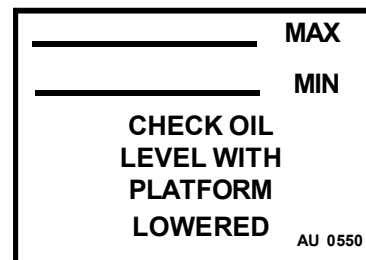 MAX
MIN
CHECK OIL
LEVEL WITH
PLATFORM
LOWERED
AU 0550